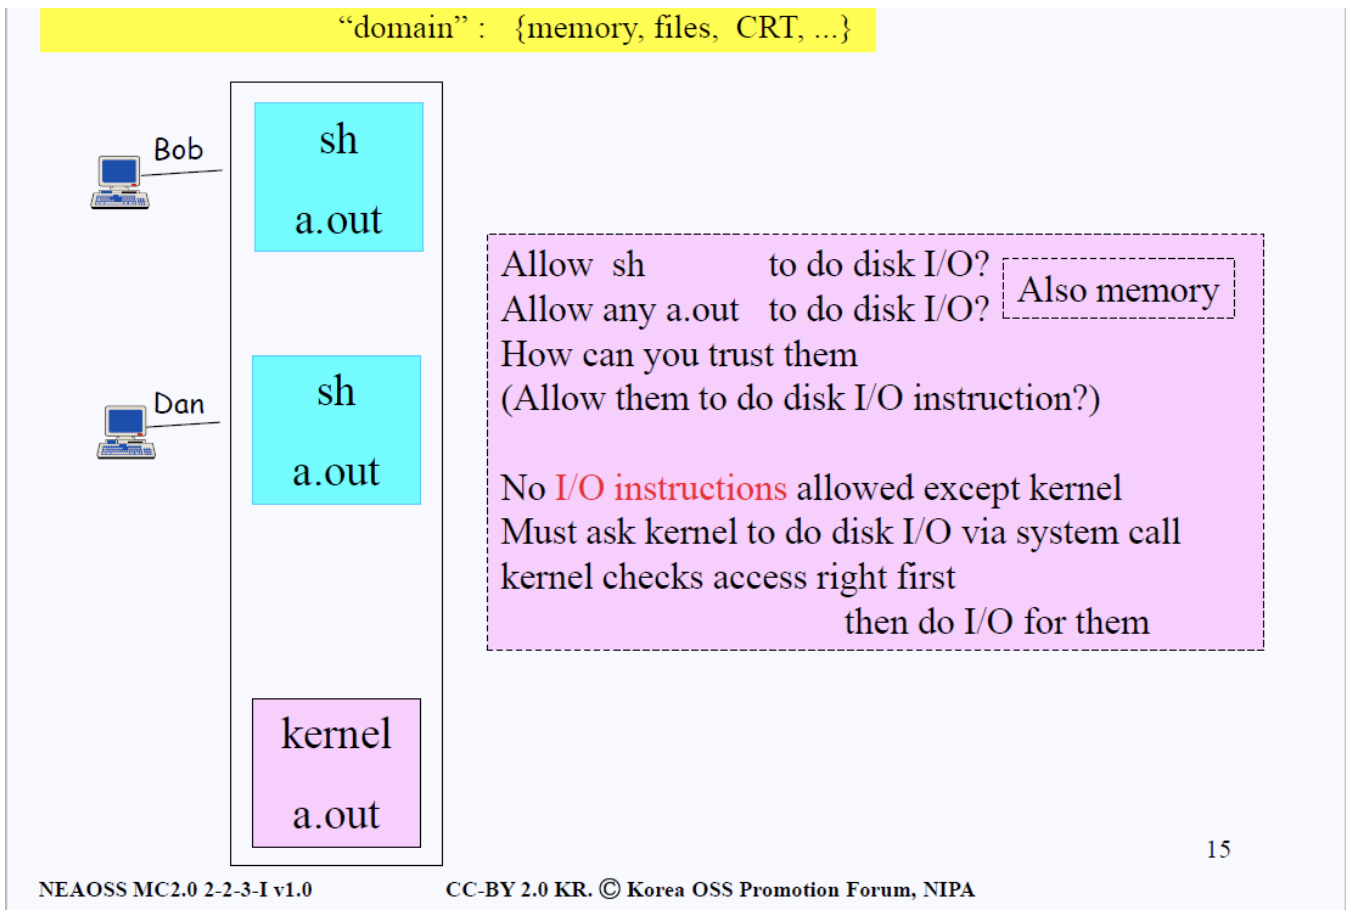 “domain” : {memory, files, CRT, ...}
Bob
sh
a.out
Dan
sh
a.out
kernel
a.out
Allow sh to do disk I/O?
Allow any a.out to do disk I/O?
Also memory
How can you trust them
(Allow them to do disk I/O instruction?)
No I/O instructions allowed except kernel
Must ask kernel to do disk I/O via system call
kernel checks access right first
then do I/O for them
15
NEAOSS MC2.0 2-2-3-I v1.0
CC-BY 2.0 KR. Ⓒ Korea OSS Promotion Forum, NIPA